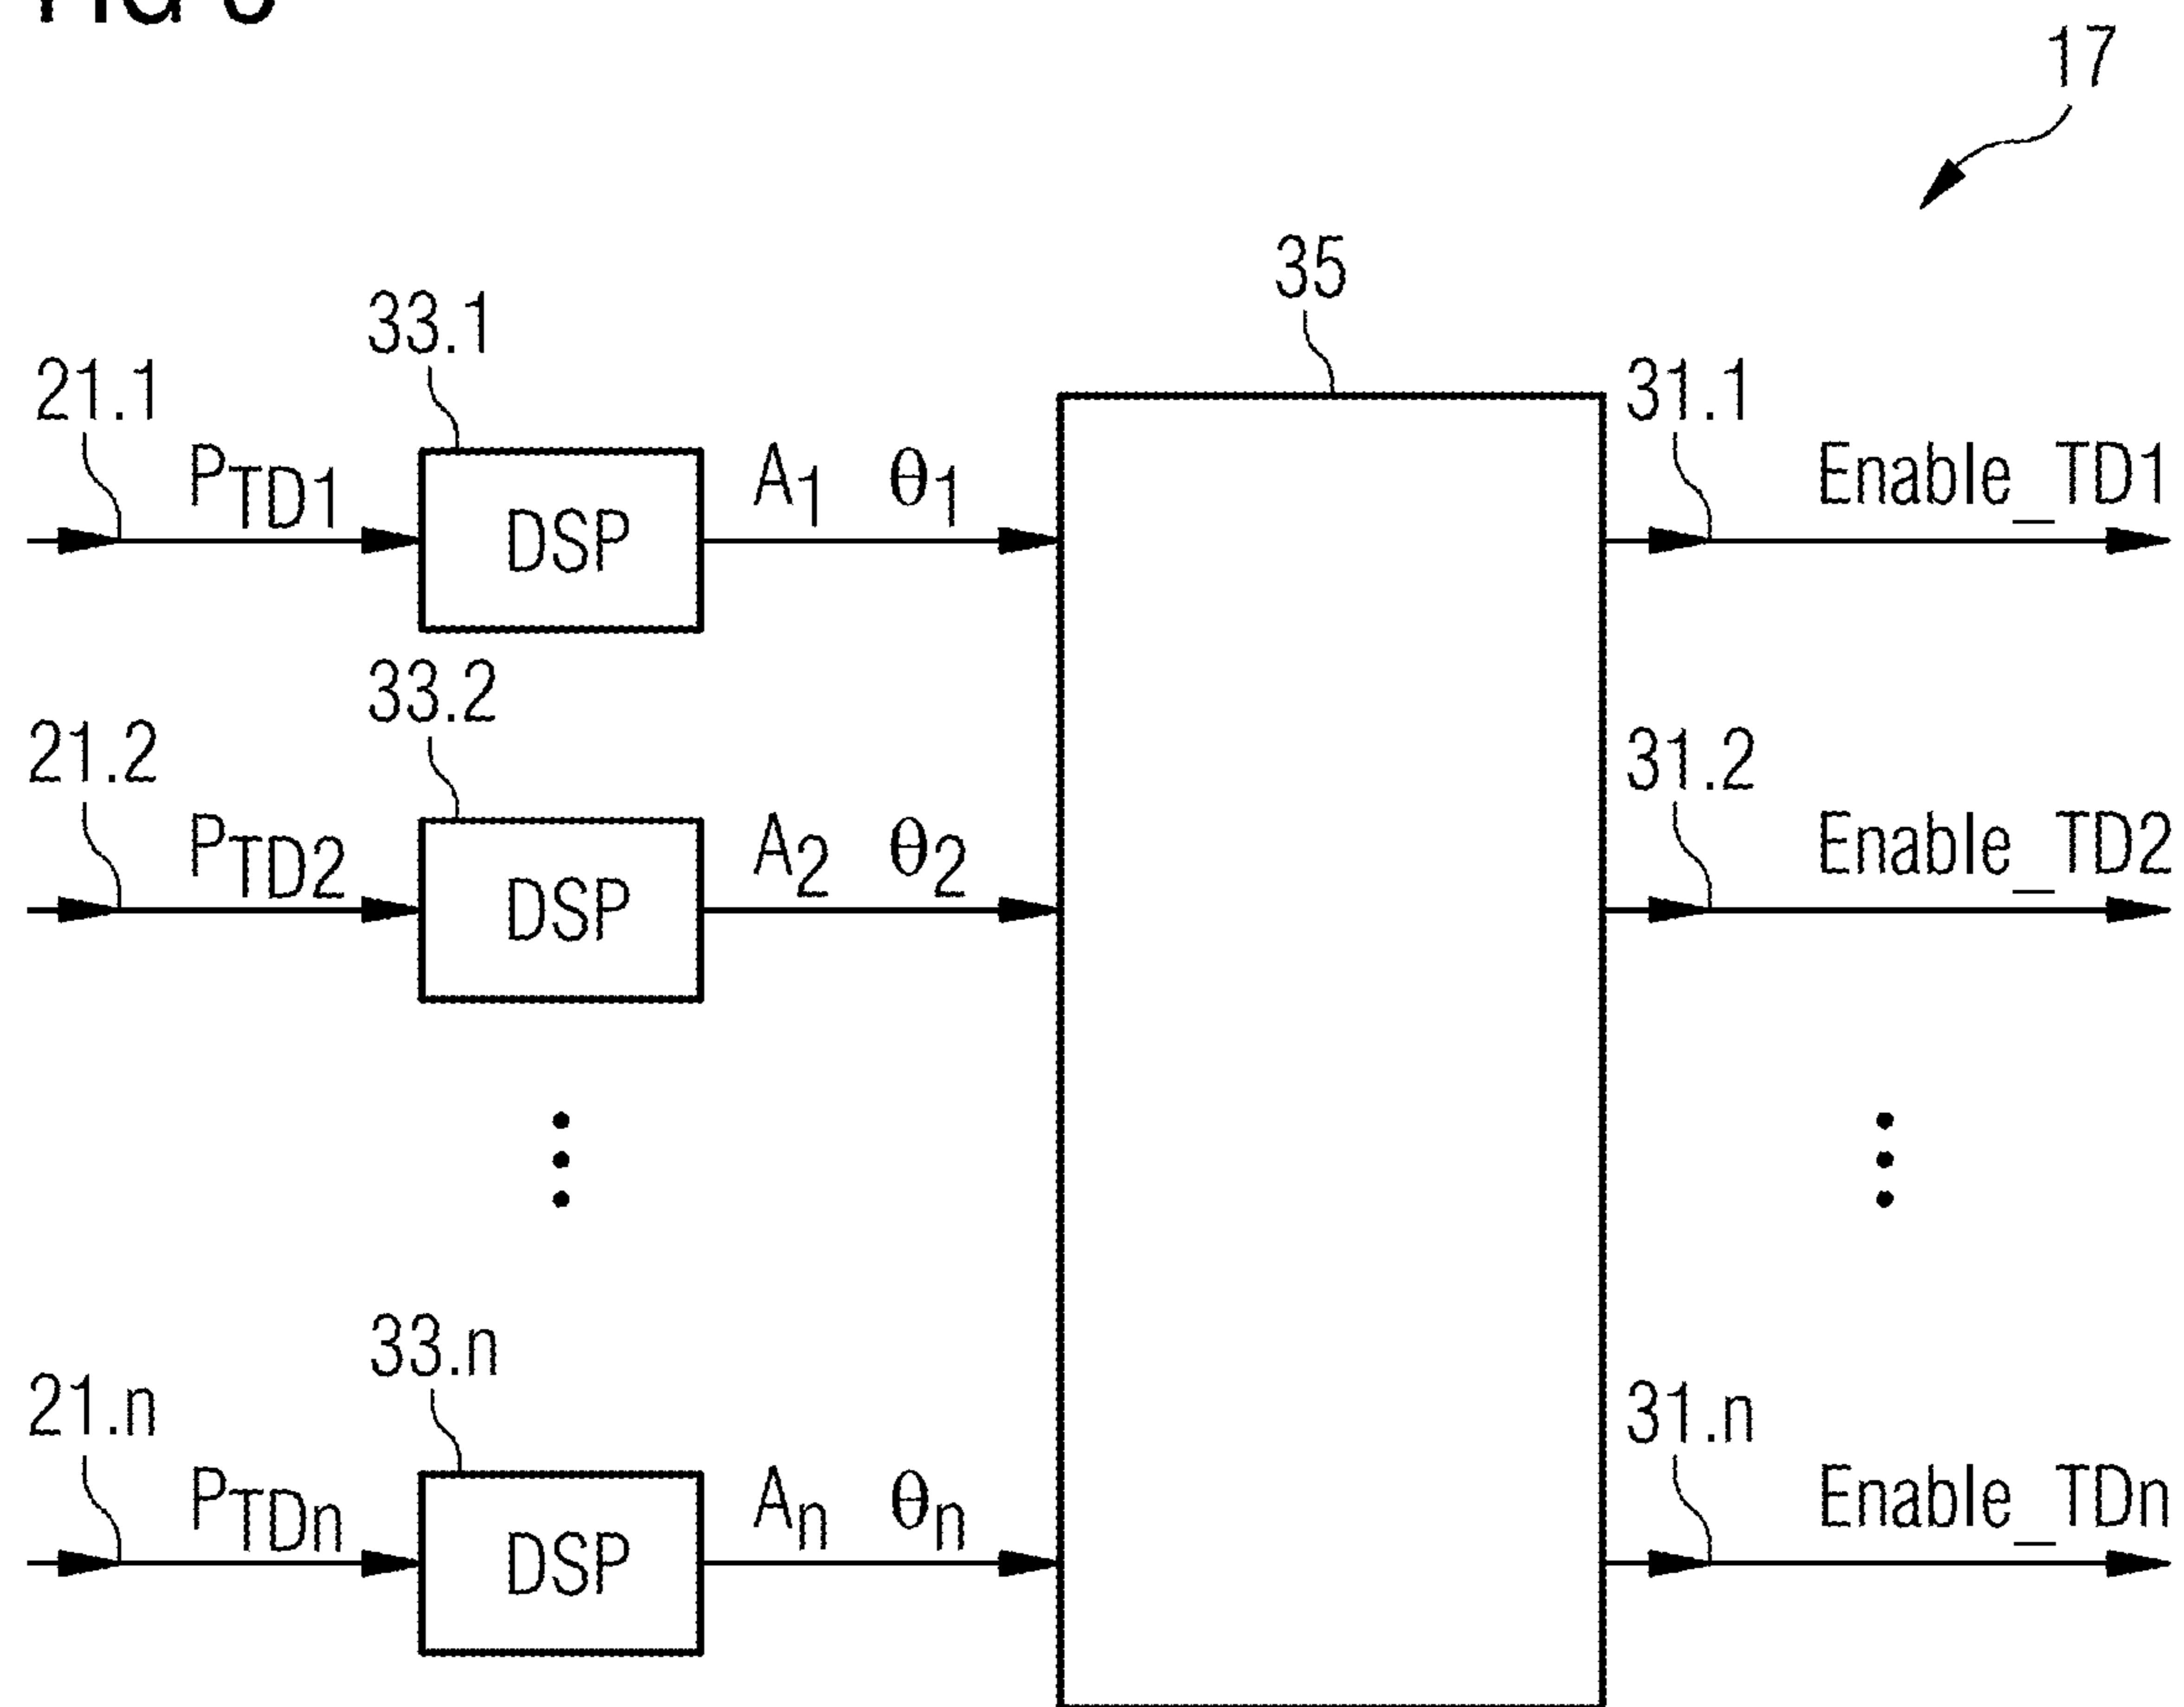 17
35
33.1
21.1
31.1
PTD1
A1 θ1
Enable_TD1
DSP
33.2
21.2
31.2
PTD2
A2 θ2
Enable_TD2
DSP
33.n
21.n
31.n
PTDn
An θn
Enable_TDn
DSP